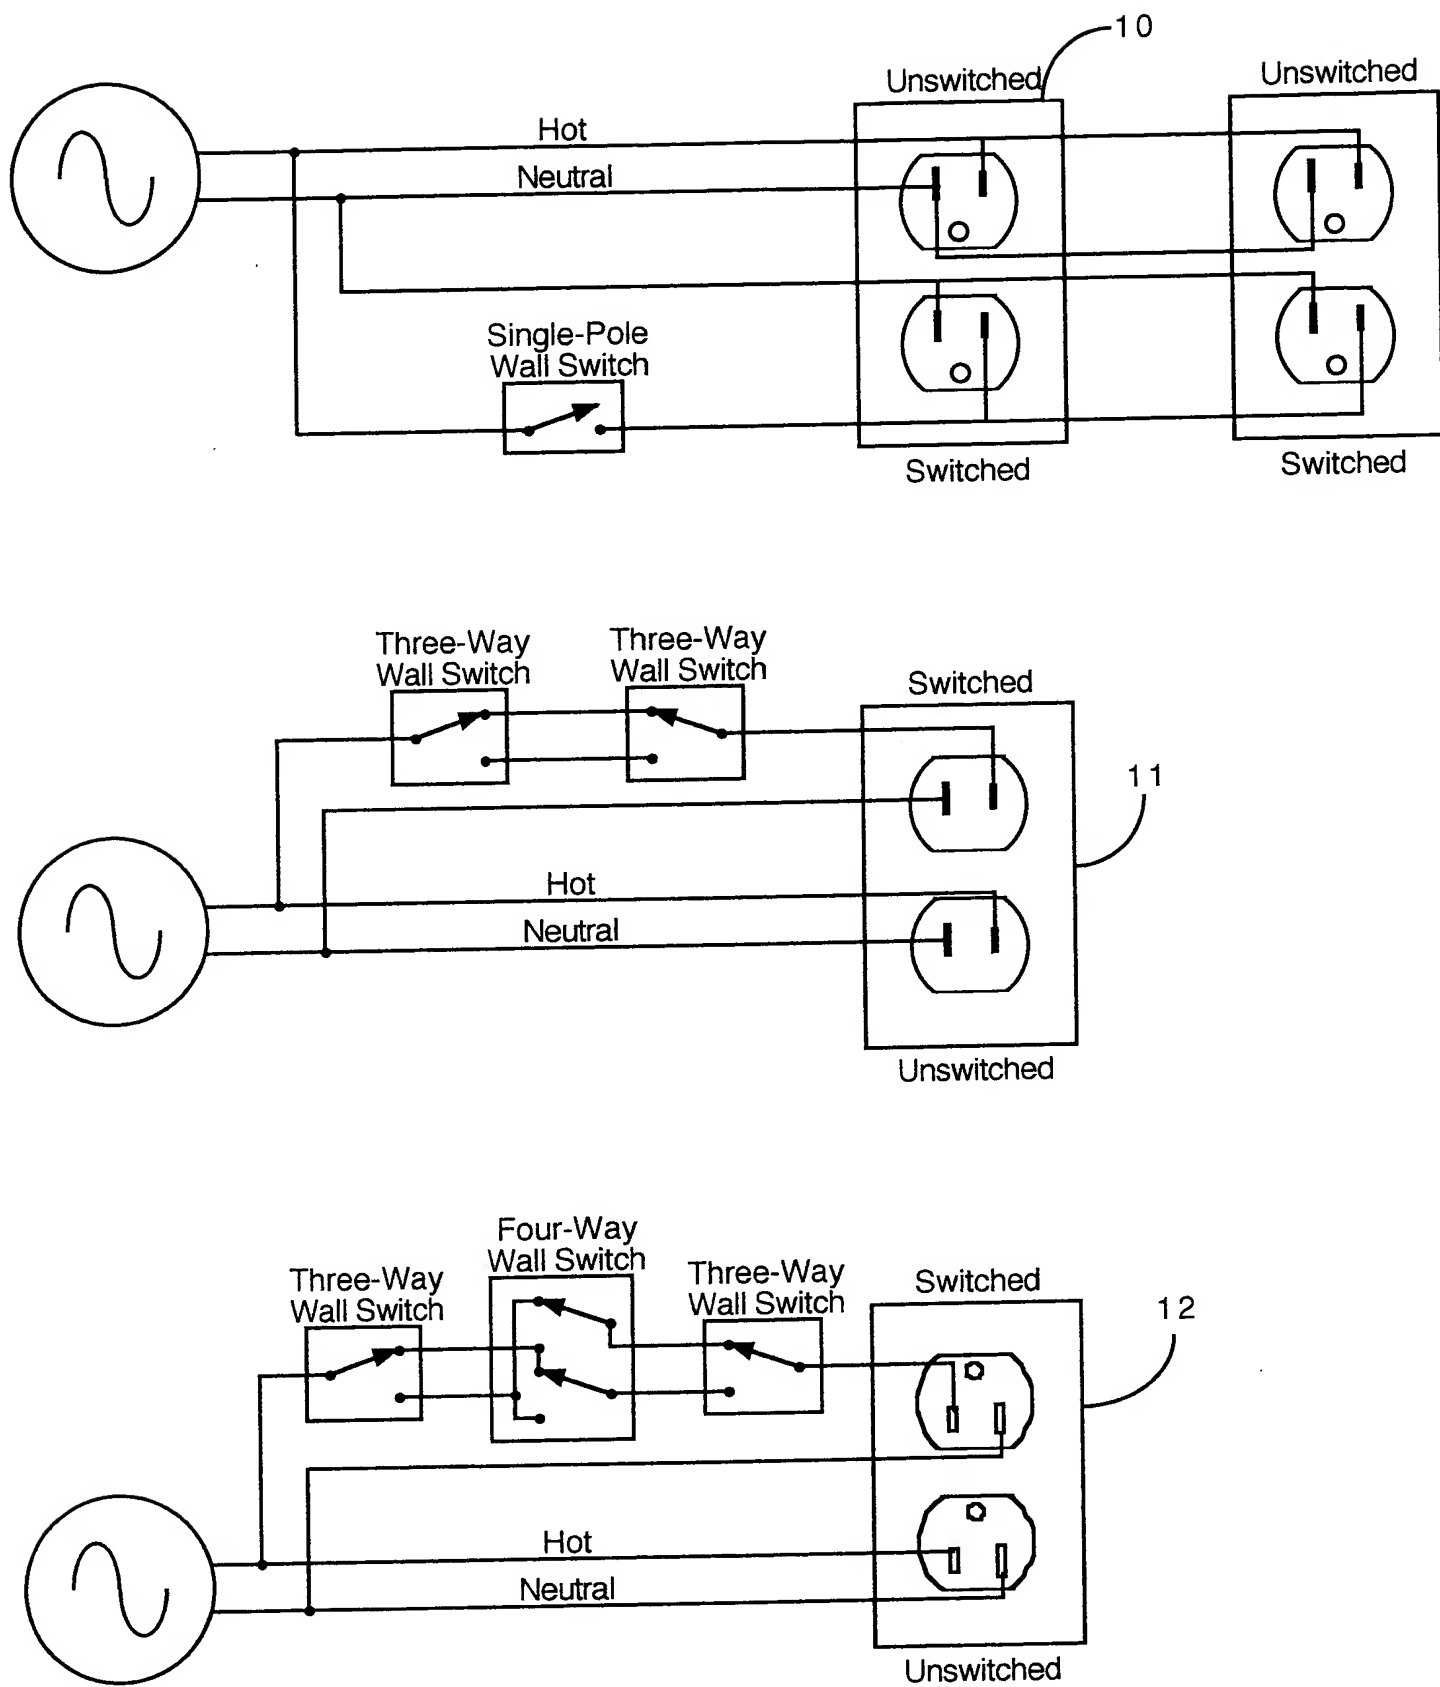 10
Unswitched
Unswitched
Hot
Neutral
Single-Pole
Wall Switch
Switched
Switched
Three-Way
Wall Switch
Three-Way
Wall Switch
Switched
11
Hot
Neutral
Unswitched
Four-Way
Wall Switch
Three-Way
Wall Switch
Three-Way
Wall Switch
Switched
12
Hot
Neutral
Unswitched